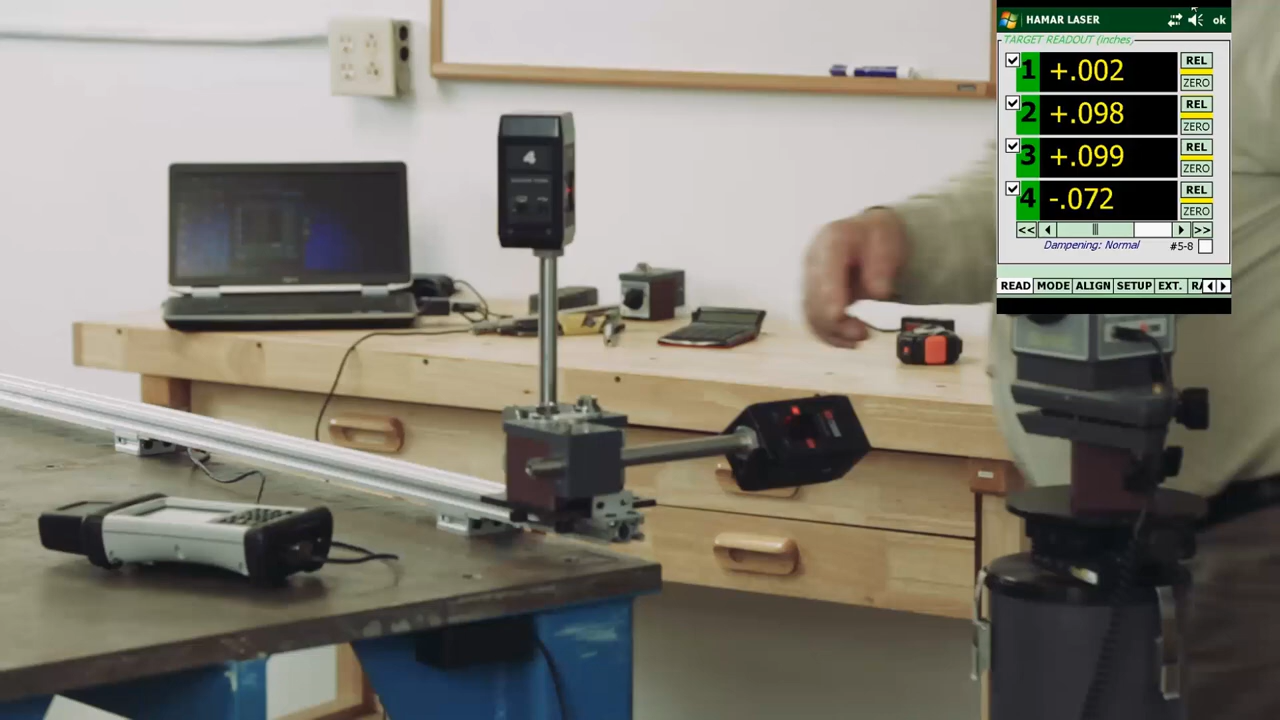 HAMAR LASER ok
TARGET READOUT (inches)
1 +.002 REL
ZERO
2 +.098 REL
ZERO
3 +.099 REL
ZERO
4 -.072 REL
ZERO
<< >>
Dampening: Normal #5-8
READ MODE ALIGN SETUP EXT.
4